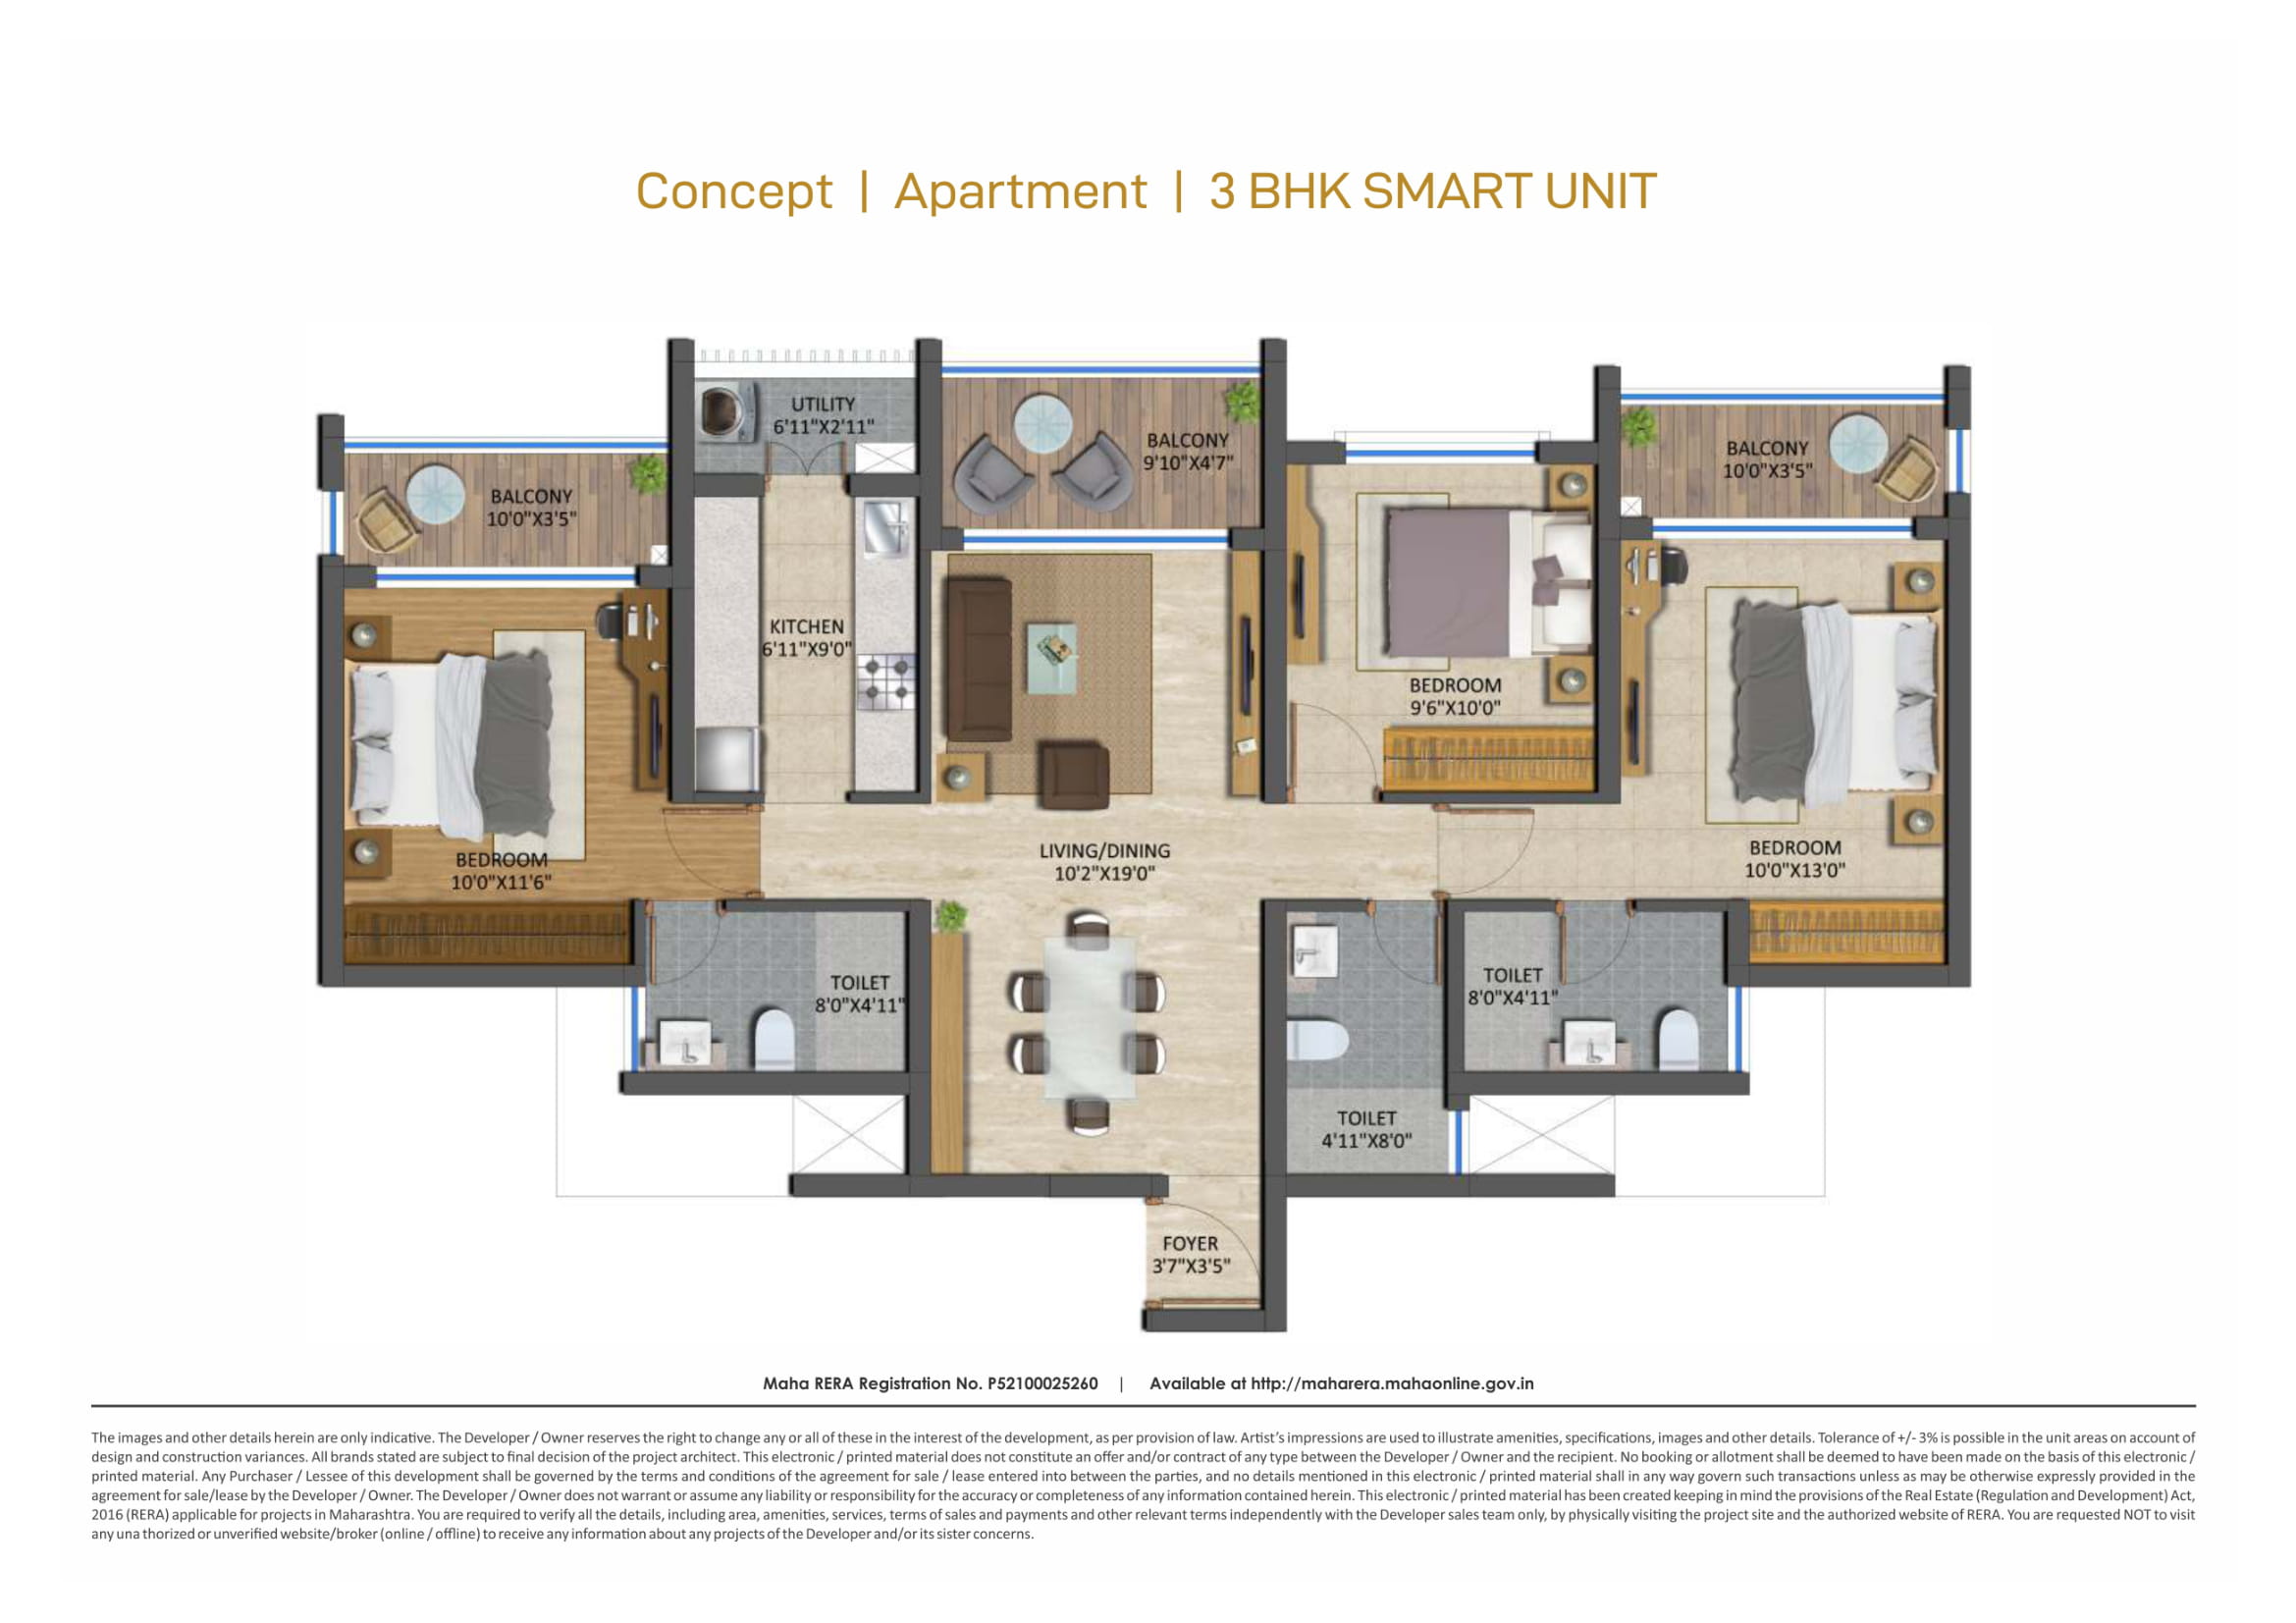 Concept | Apartment | 3 BHK SMART UNIT
UTILITY
6'11"X2'11"
BALCONY
9'10"X4'7"
BALCONY
10'0"X3'5"
BALCONY
10'0"X3'5"
KITCHEN
6'11"X9'0"
BEDROOM
9'6"X10'0"
BEDROOM
10'0"X11'6"
LIVING/DINING
10'2"X19'0"
BEDROOM
10'0"X13'0"
TOILET
8'0"X4'11"
TOILET
8'0"X4'11"
TOILET
4'11"X8'0"
FOYER
3'7"X3'5"
Maha RERA Registration No. P52100025260 | Available at http://maharera.mahaonline.gov.in
The images and other details herein are only indicative. The Developer / Owner reserves the right to change any or all of these in the interest of the development, as per provision of law. Artist's impressions are used to illustrate amenities, specifications, images and other details. Tolerance of +/- 3% is possible in the unit areas on account of
design and construction variances. All brands stated are subject to final decision of the project architect. This electronic / printed material does not constitute an offer and/or contract of any type between the Developer / Owner and the recipient. No booking or allotment shall be deemed to have been made on the basis of this electronic /
printed material. Any Purchaser / Lessee of this development shall be governed by the terms and conditions of the agreement for sale / lease entered into between the parties, and no details mentioned in this electronic / printed material shall in any way govern such transactions unless as may be otherwise expressly provided in the
agreement for sale/lease by the Developer / Owner. The Developer / Owner does not warrant or assume any liability or responsibility for the accuracy or completeness of any information contained herein. This electronic / printed material has been created keeping in mind the provisions of the Real Estate (Regulation and Development) Act,
2016 (RERA) applicable for projects in Maharashtra. You are required to verify all the details, including area, amenities, services, terms of sales and payments and other relevant terms independently with the Developer sales team only, by physically visiting the project site and the authorized website of RERA. You are requested NOT to visit
any una thorized or unverified website/broker (online / offline) to receive any information about any projects of the Developer and/or its sister concerns.